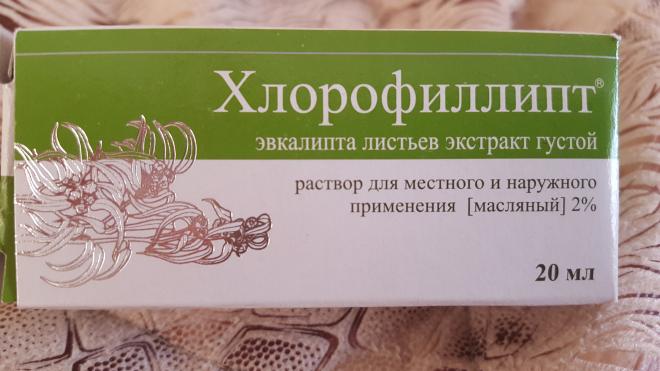 Хлорофиллипт®
эвкалипта листьев экстракт густой
раствор для местного и наружного
применения [масляный] 2%
20 мл